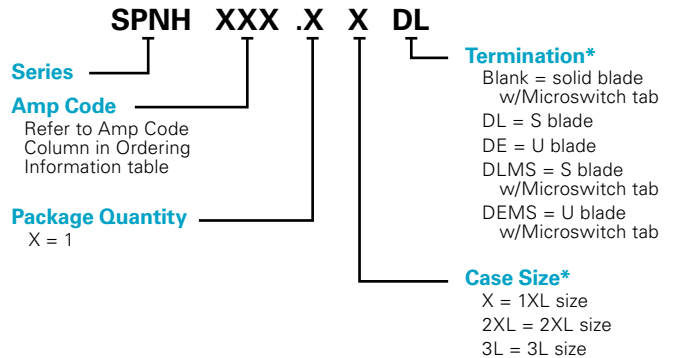 SPNH XXX .X X DL
Series
Amp Code
Refer to Amp Code
Column in Ordering
Information table
Package Quantity
X = 1
Termination*
Blank = solid blade
w/Microswitch tab
DL = S blade
DE = U blade
DLMS = S blade
w/Microswitch tab
DEMS = U blade
w/Microswitch tab
Case Size*
X = 1XL size
2XL = 2XL size
3L = 3L size